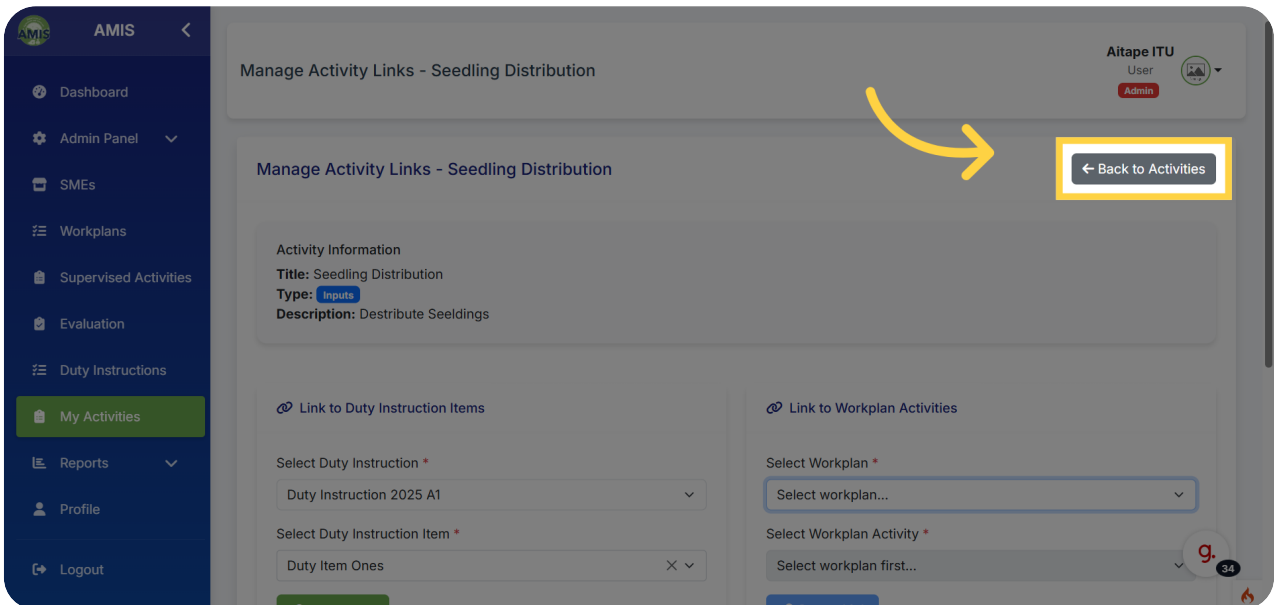 AMIS
AMIS
Dashboard
Admin Panel
SMEs
Workplans
Supervised Activities
Evaluation
Duty Instructions
My Activities
Reports
Profile
Logout
Manage Activity Links - Seedling Distribution
Aitape ITU
User
Admin
Manage Activity Links - Seedling Distribution
Back to Activities
Activity Information
Title: Seedling Distribution
Type: Inputs
Description: Destribute Seeldings
Link to Duty Instruction Items
Select Duty Instruction *
Duty Instruction 2025 A1
Select Duty Instruction Item *
Duty Item Ones
Link to Workplan Activities
Select Workplan *
Select workplan...
Select Workplan Activity *
Select workplan first...
g.
34